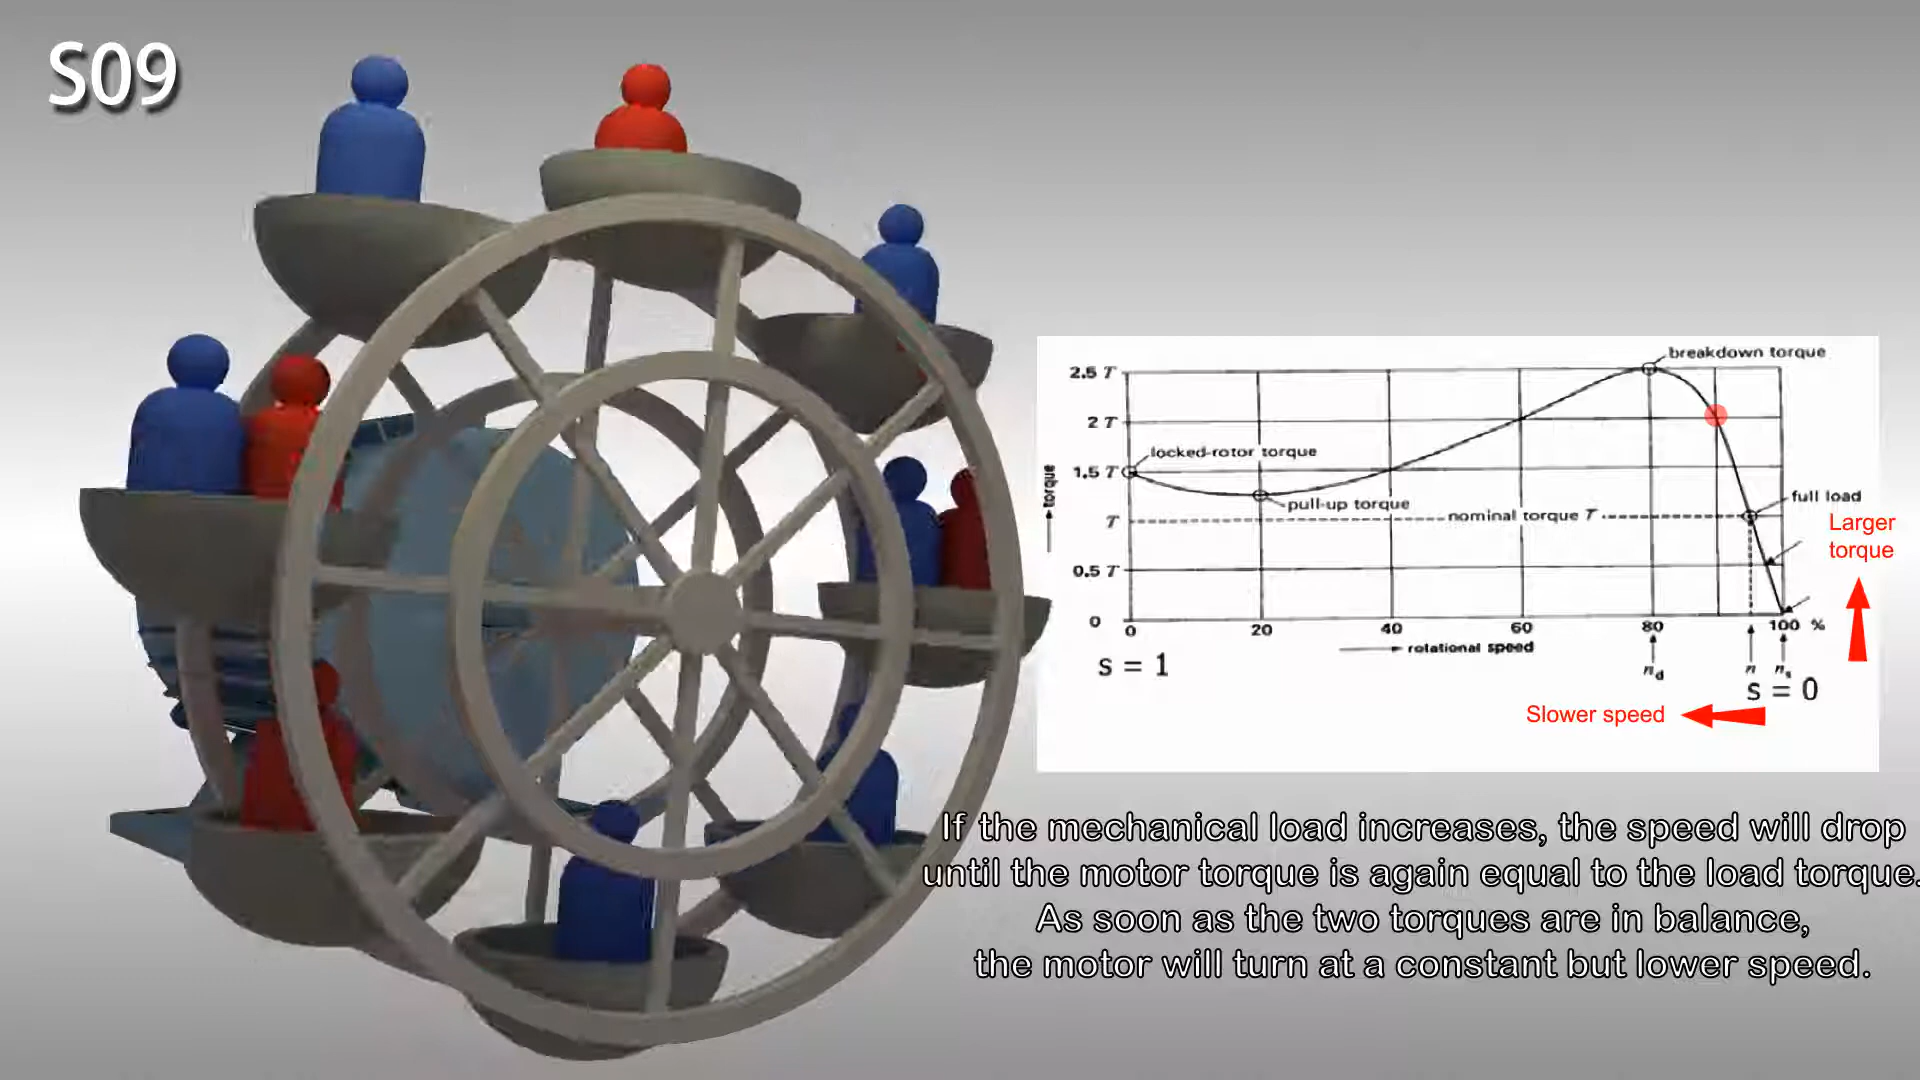 S09
breakdown torque
2.5 T
2 T
locked-rotor torque
1.5 T
pull-up torque
full load
nominal torque T
T
torque
Larger
torque
0.5 T
0
0 20 40 60 80 100 %
rotational speed
n_d n n_s
s = 1
s = 0
Slower speed
If the mechanical load increases, the speed will drop
until the motor torque is again equal to the load torque.
As soon as the two torques are in balance,
the motor will turn at a constant but lower speed.